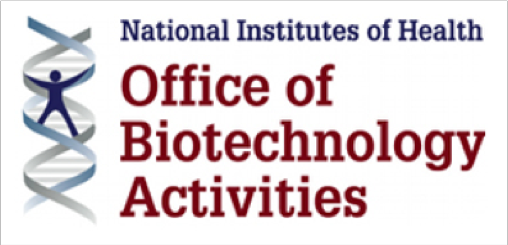 National Institutes of Health
Office of
Biotechnology
Activities